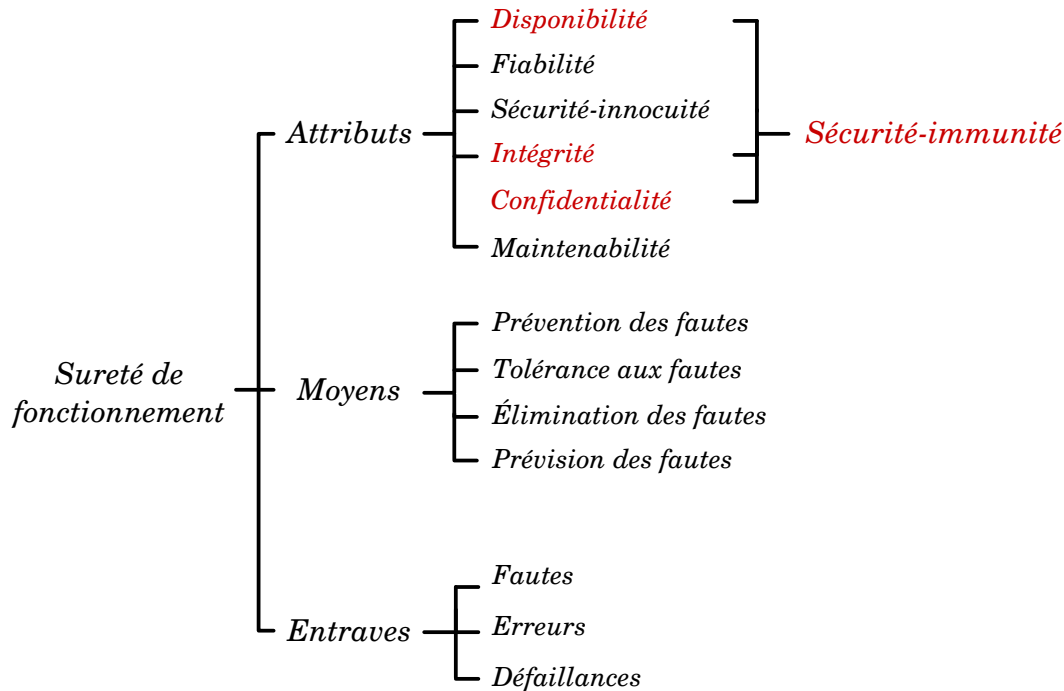 Sureté de
fonctionnement
Attributs
Disponibilité
Fiabilité
Sécurité-innocuité
Intégrité
Confidentialité
Maintenabilité
Sécurité-immunité
Moyens
Prévention des fautes
Tolérance aux fautes
Élimination des fautes
Prévision des fautes
Entraves
Fautes
Erreurs
Défaillances